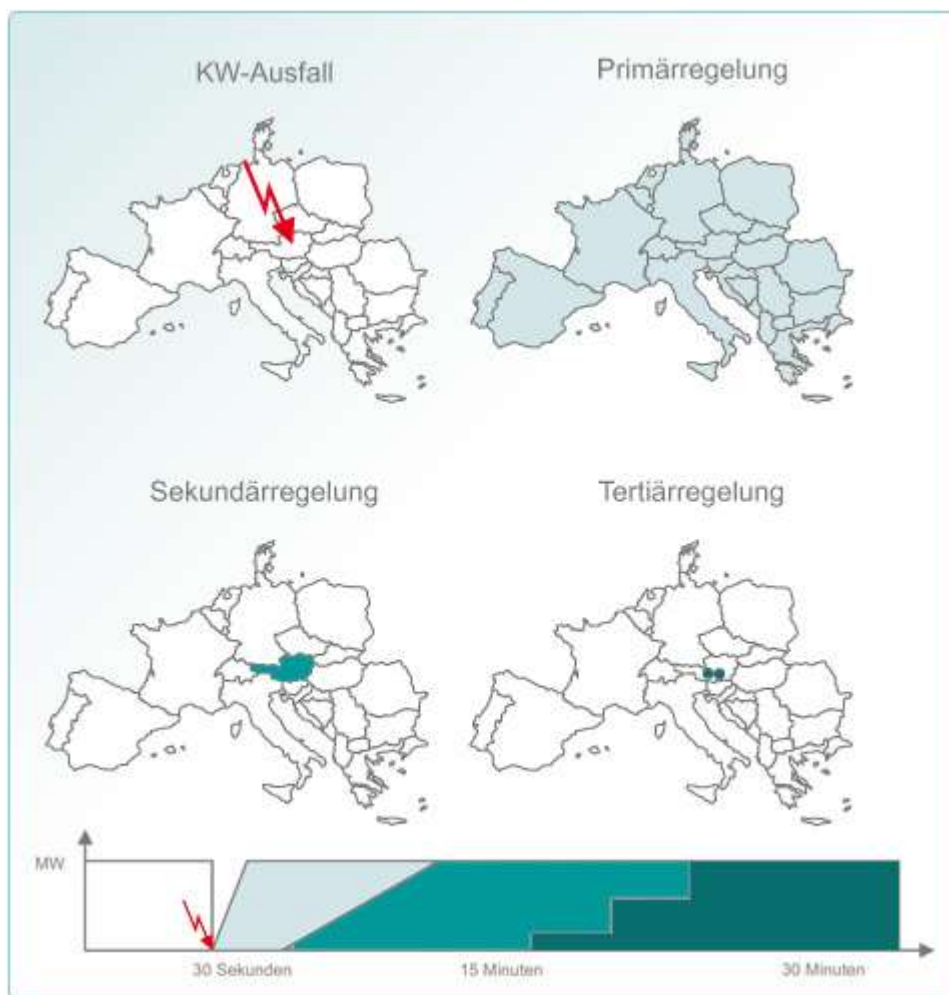 KW-Ausfall
Primärregelung
Sekundärregelung
Tertiärregelung
MW
30 Sekunden
15 Minuten
30 Minuten